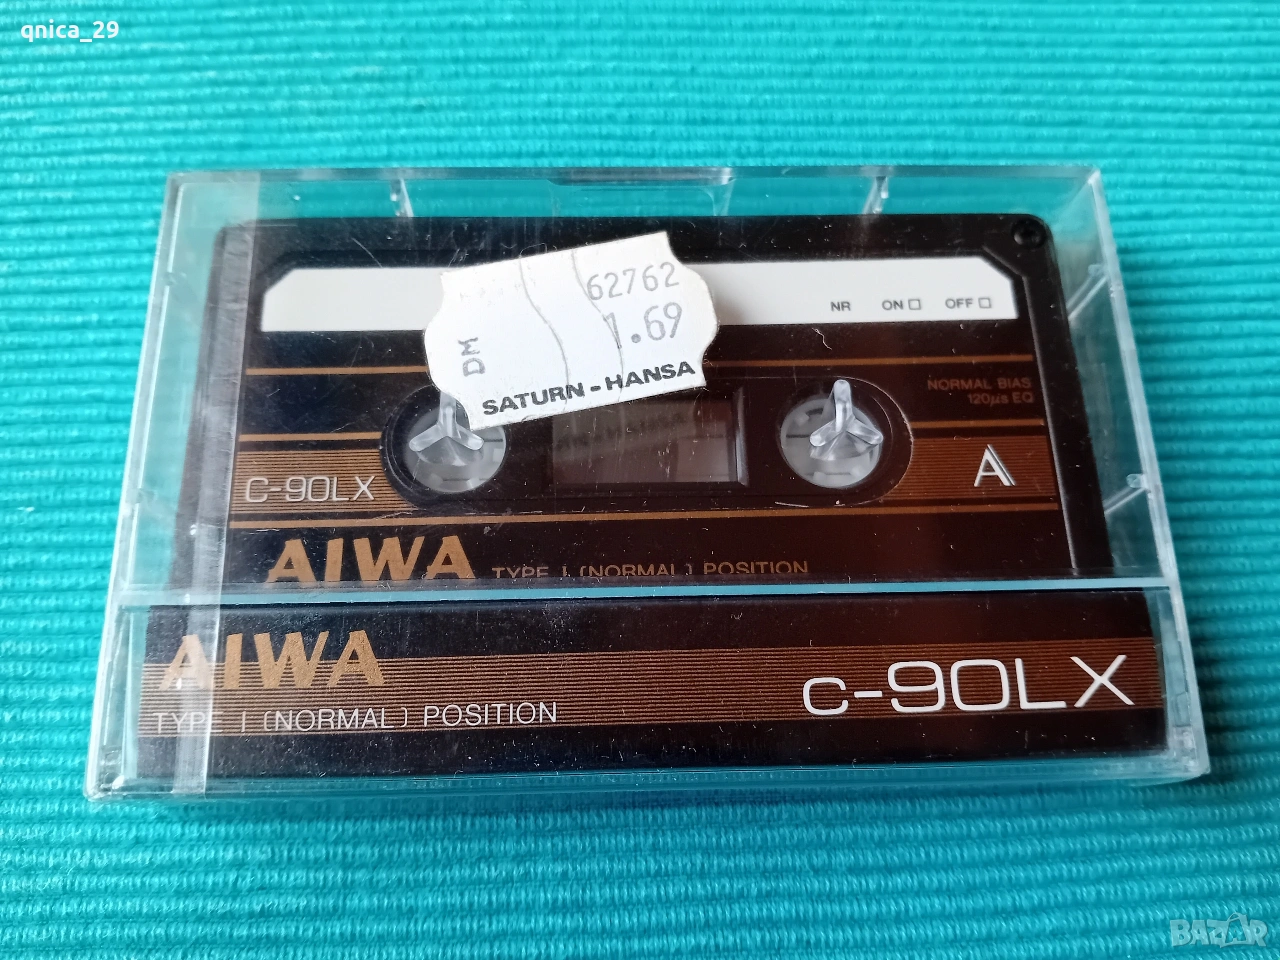 qnica_29
62762
DM 1.69
SATURN-HANSA
NR ON OFF
NORMAL BIAS
120µs EQ
C-90LX
A
AIWA TYPE I (NORMAL) POSITION
AIWA
C-90LX
TYPE I (NORMAL) POSITION
BAZAR